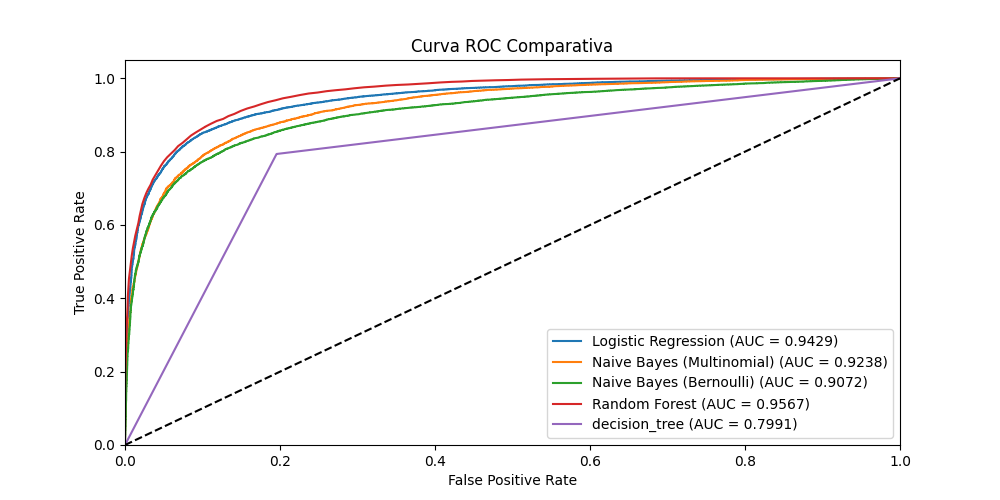 Curva ROC Comparativa
True Positive Rate
1.0
0.8
0.6
0.4
0.2
0.0
0.0 0.2 0.4 0.6 0.8 1.0
False Positive Rate
Logistic Regression (AUC = 0.9429)
Naive Bayes (Multinomial) (AUC = 0.9238)
Naive Bayes (Bernoulli) (AUC = 0.9072)
Random Forest (AUC = 0.9567)
decision_tree (AUC = 0.7991)